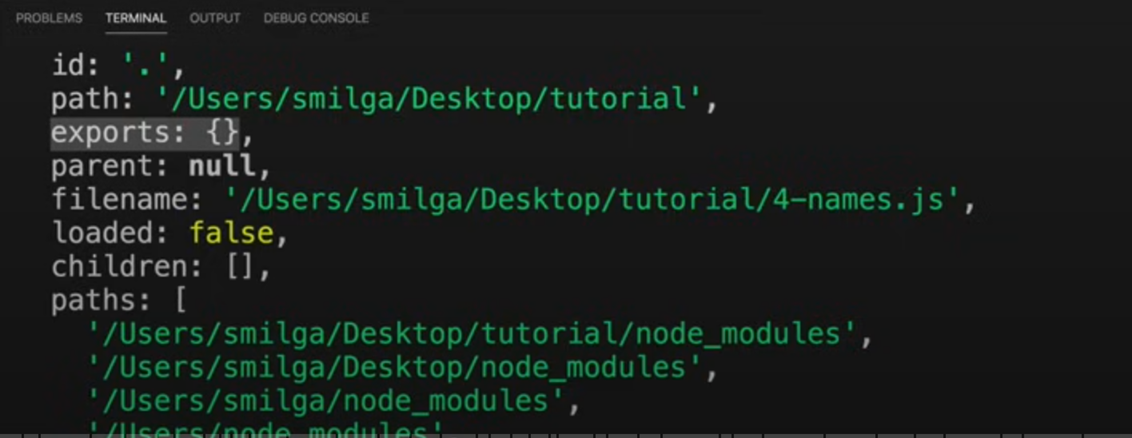 PROBLEMS TERMINAL OUTPUT DEBUG CONSOLE
id: '.',
path: '/Users/smilga/Desktop/tutorial',
exports: {},
parent: null,
filename: '/Users/smilga/Desktop/tutorial/4-names.js',
loaded: false,
children: [],
paths: [
'/Users/smilga/Desktop/tutorial/node_modules',
'/Users/smilga/Desktop/node_modules',
'/Users/smilga/node_modules',
'/Users/node_modules'